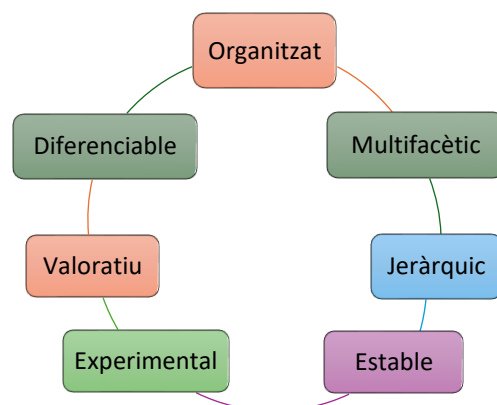 Organitzat
Diferenciable
Multifacètic
Valoratiu
Jeràrquic
Experimental
Estable